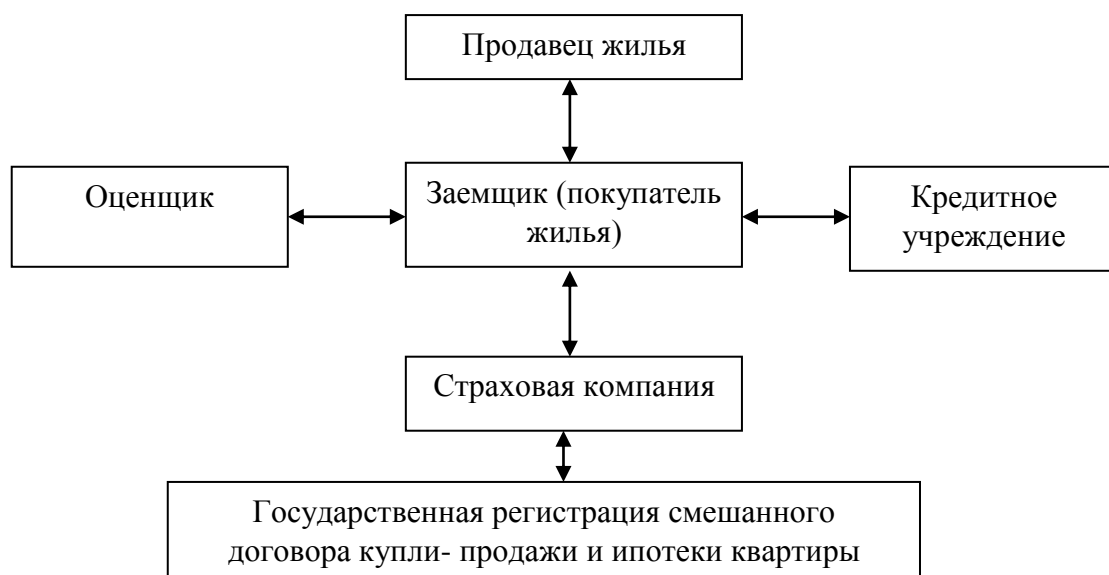 Продавец жилья
Оценщик
Заемщик (покупатель
жилья)
Кредитное
учреждение
Страховая компания
Государственная регистрация смешанного
договора купли- продажи и ипотеки квартиры